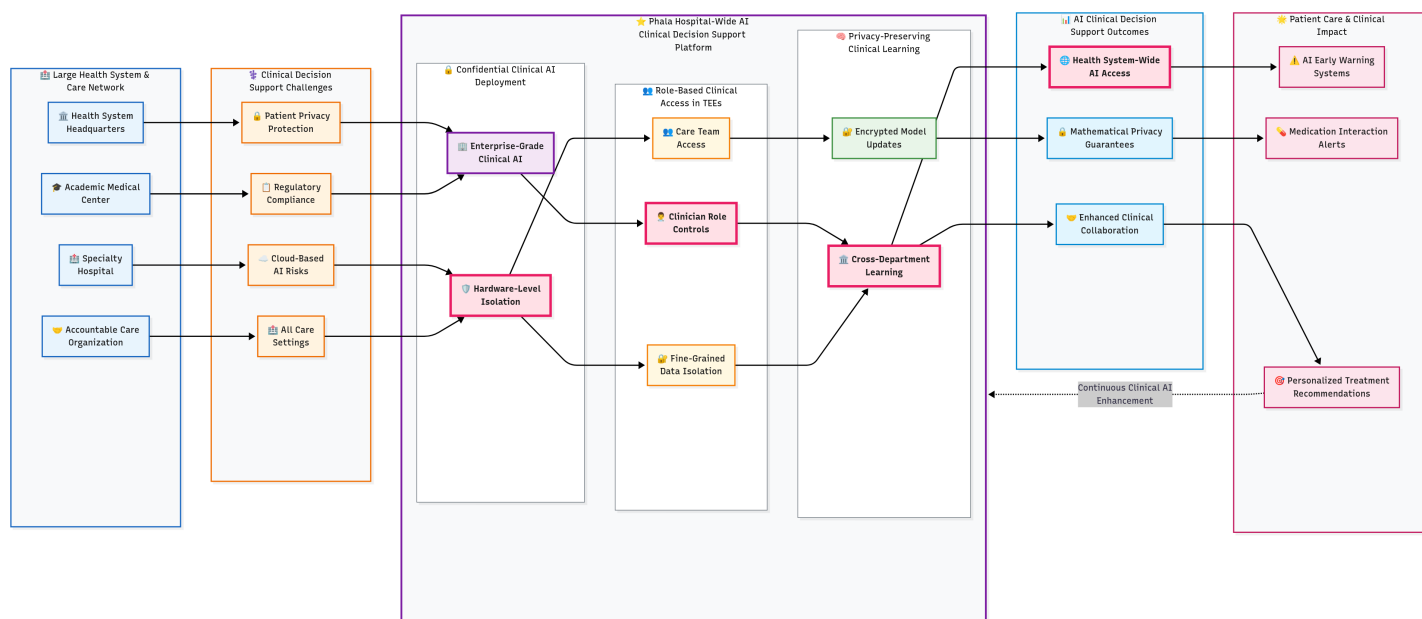 🏥 Large Health System &
Care Network
🏛️ Health System
Headquarters
🎓 Academic Medical
Center
🏥 Specialty
Hospital
🤝 Accountable Care
Organization
⚕️ Clinical Decision
Support Challenges
🔒 Patient Privacy
Protection
📋 Regulatory
Compliance
☁️ Cloud-Based
AI Risks
🏥 All Care
Settings
⭐ Phala Hospital-Wide AI
Clinical Decision Support
Platform
🔒 Confidential Clinical AI
Deployment
🏢 Enterprise-Grade
Clinical AI
🛡️ Hardware-Level
Isolation
👥 Role-Based Clinical
Access in TEEs
👥 Care Team
Access
👨‍⚕️ Clinician Role
Controls
🔐 Fine-Grained
Data Isolation
🧠 Privacy-Preserving
Clinical Learning
🔐 Encrypted Model
Updates
🏛️ Cross-Department
Learning
📊 AI Clinical Decision
Support Outcomes
🌐 Health System-Wide
AI Access
🔒 Mathematical Privacy
Guarantees
🤝 Enhanced Clinical
Collaboration
🌟 Patient Care & Clinical
Impact
⚠️ AI Early Warning
Systems
💊 Medication Interaction
Alerts
🎯 Personalized Treatment
Recommendations
Continuous Clinical AI
Enhancement